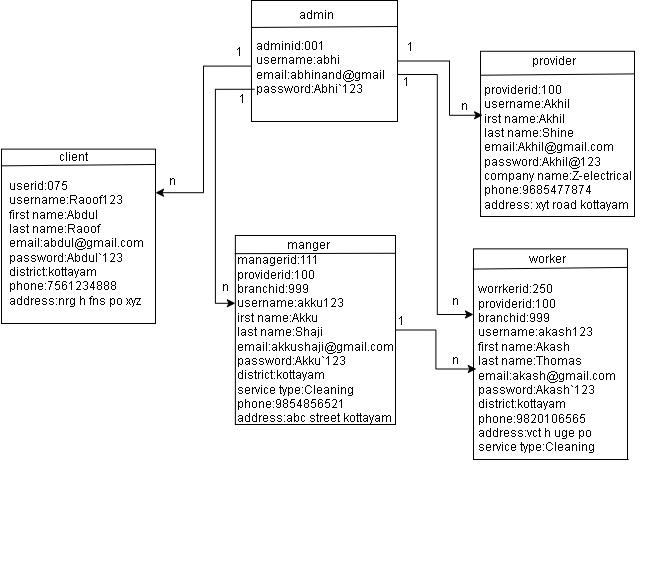 admin
adminid:001
username:abhi
email:abhinand@gmail
password:Abhi`123
1
1
1
1
n
n
provider
providerid:100
username:Akhil
irst name:Akhil
last name:Shine
email:Akhil@gmail.com
password:Akhil@123
company name:Z-electrical
phone:9685477874
address: xyt road kottayam
client
userid:075
username:Raoof123
first name:Abdul
last name:Raoof
email:abdul@gmail.com
password:Abdul`123
district:kottayam
phone:7561234888
address:nrg h fns po xyz
manger
managerid:111
providerid:100
branchid:999
username:akku123
irst name:Akku
last name:Shaji
email:akkushaji@gmail.com
password:Akku`123
district:kottayam
service type:Cleaning
phone:9854856521
address:abc street kottayam
n
n
1
n
worker
worrkerid:250
providerid:100
branchid:999
username:akash123
first name:Akash
last name:Thomas
email:akash@gmail.com
password:Akash`123
district:kottayam
phone:9820106565
address:vct h uge po
service type:Cleaning